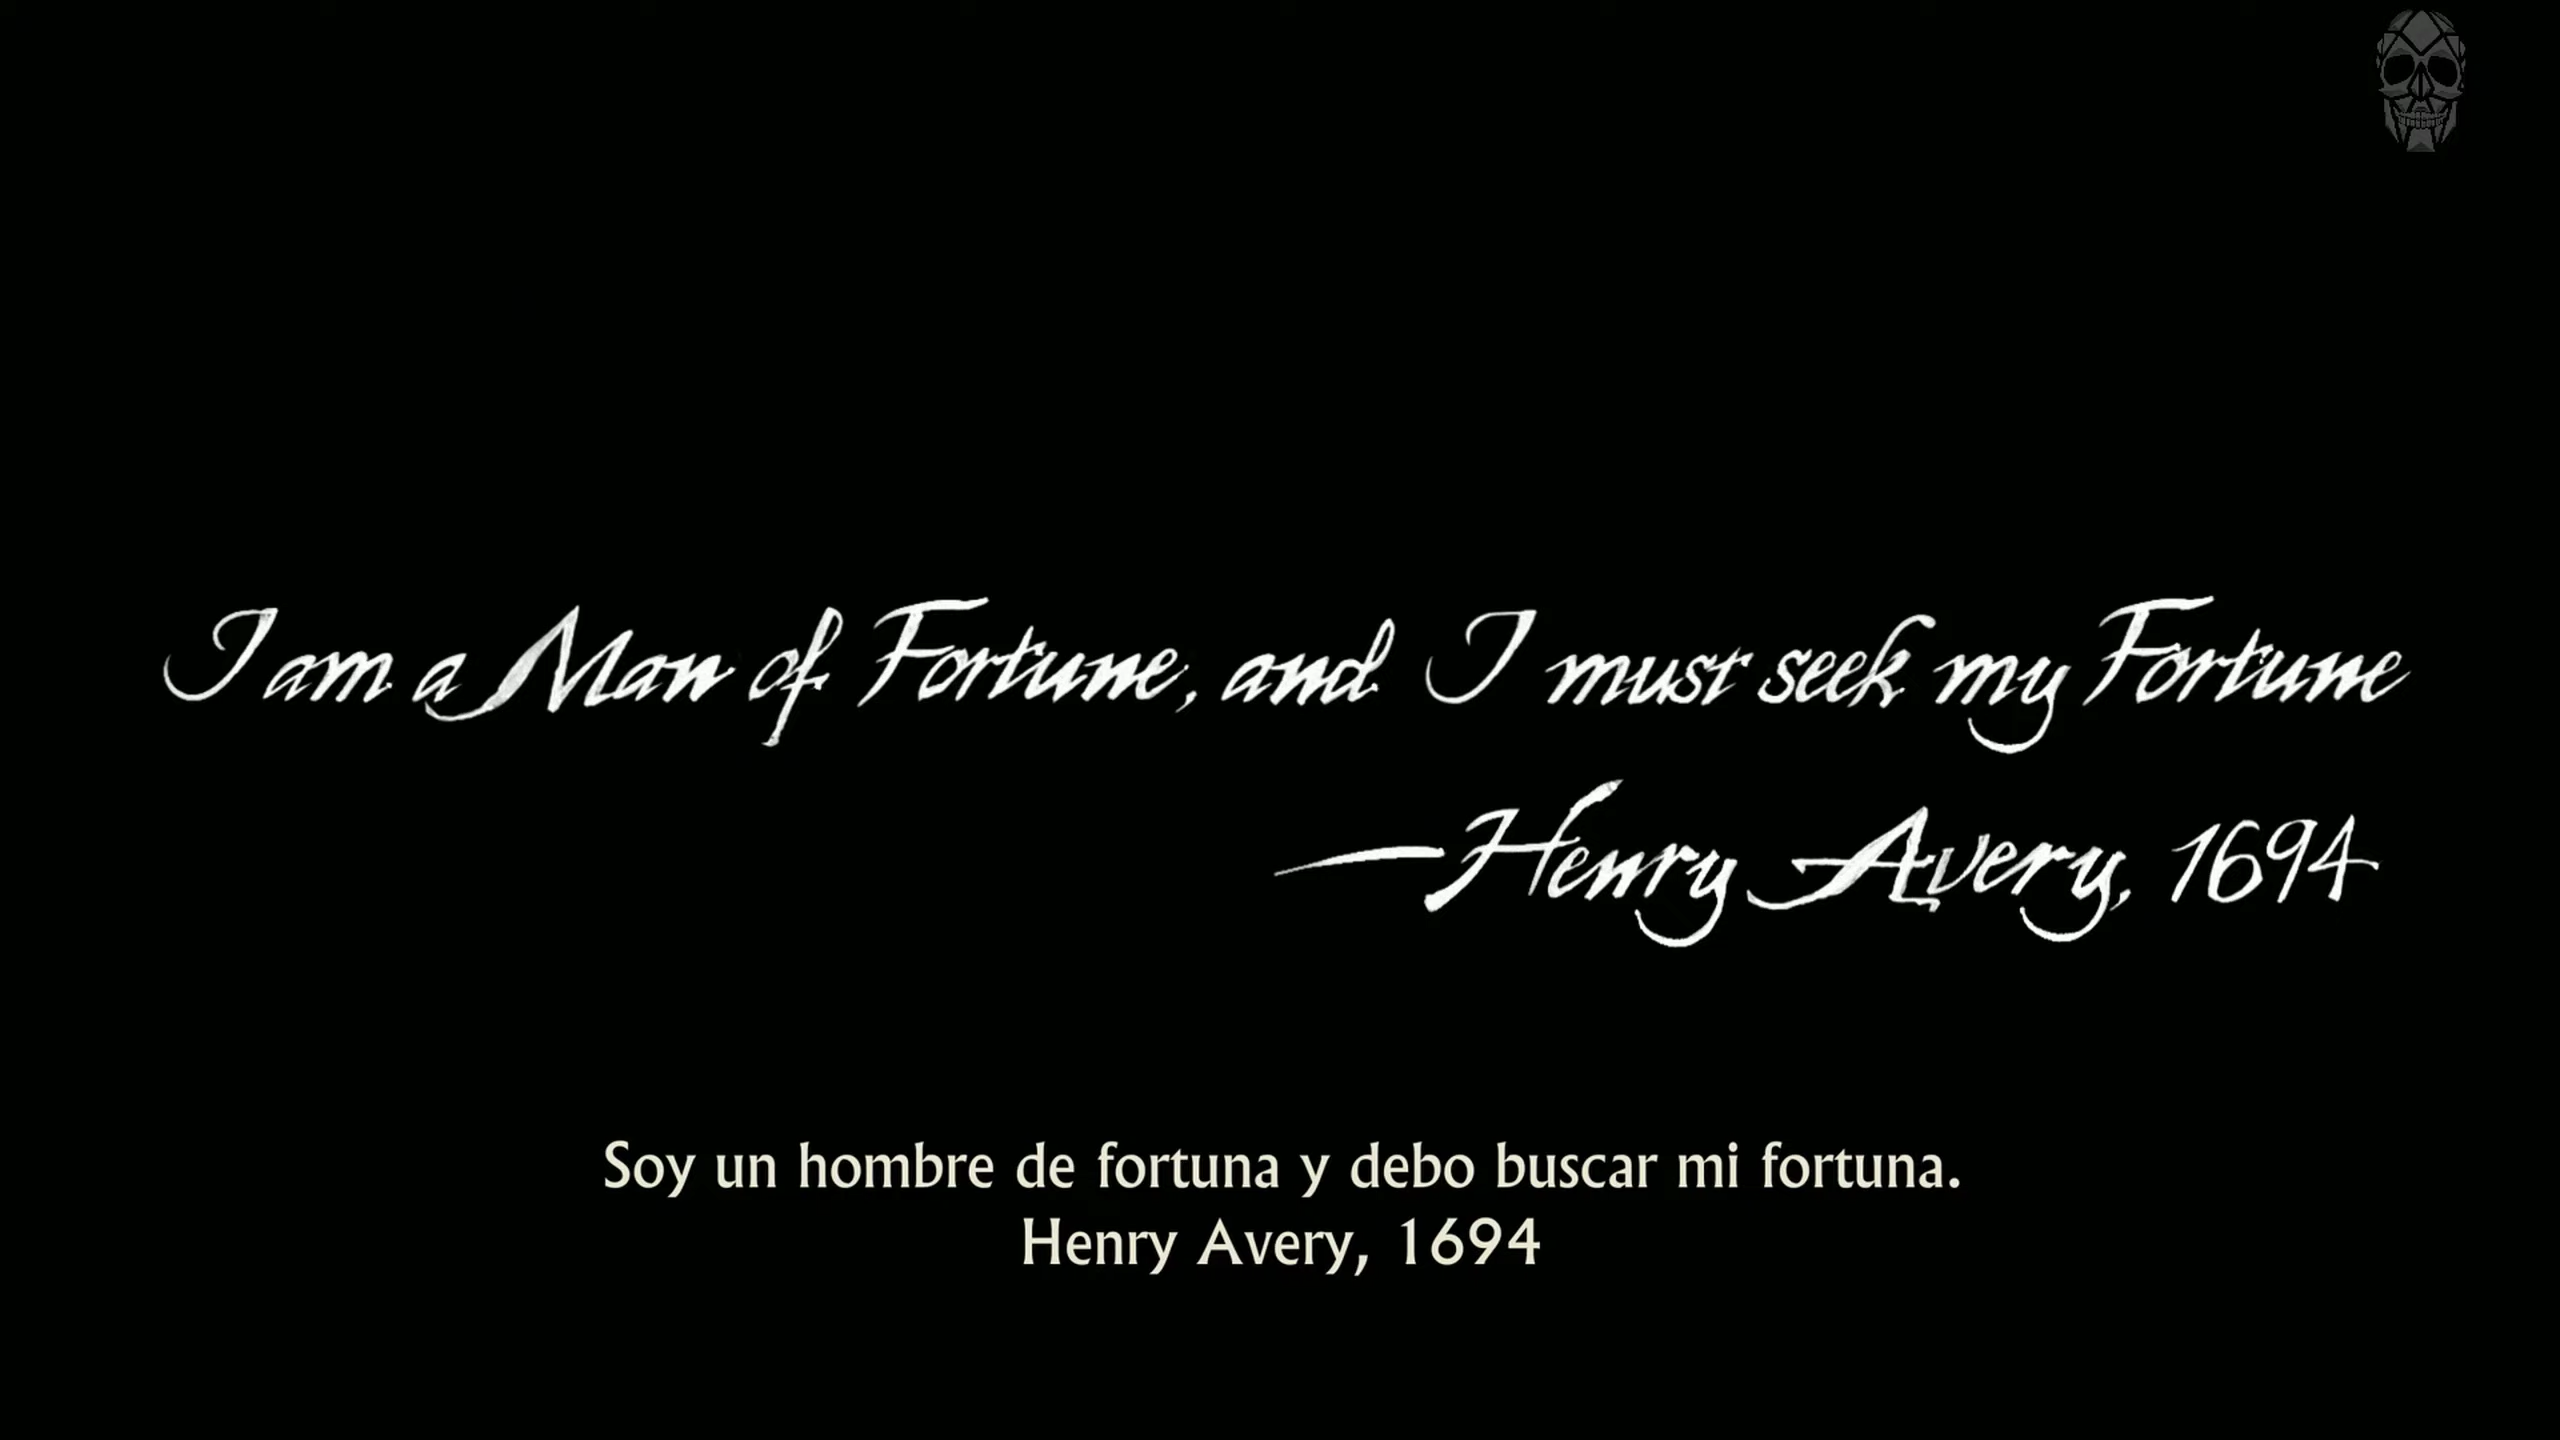 I am a Man of Fortune, and I must seek my Fortune
—Henry Avery, 1694
Soy un hombre de fortuna y debo buscar mi fortuna.
Henry Avery, 1694